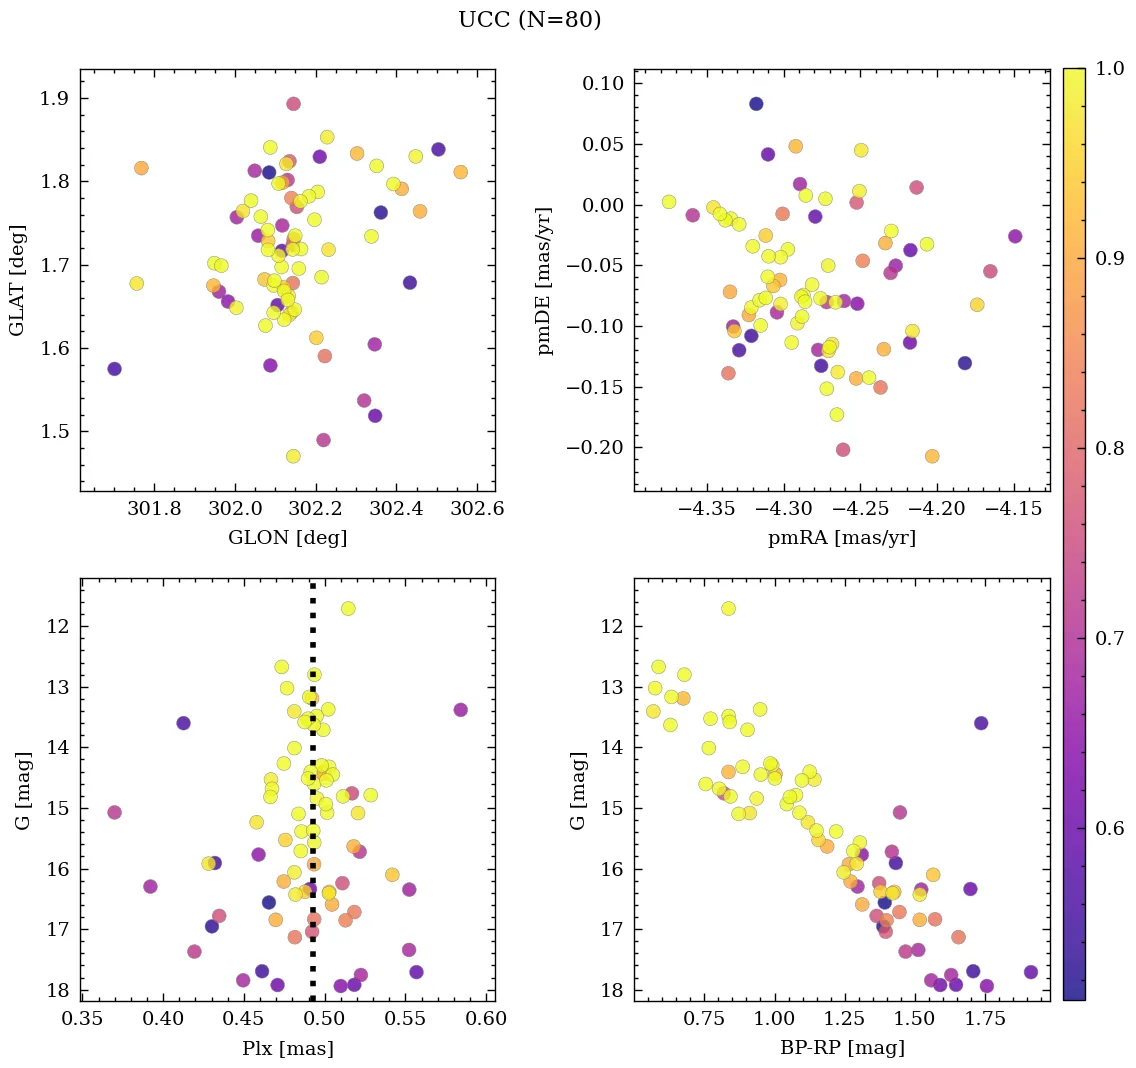 UCC (N=80)
1.9
1.8
1.7
1.6
1.5
GLAT [deg]
301.8 302.0 302.2 302.4 302.6
GLON [deg]
0.10
0.05
0.00
−0.05
−0.10
−0.15
−0.20
pmDE [mas/yr]
−4.35 −4.30 −4.25 −4.20 −4.15
pmRA [mas/yr]
12
13
14
15
16
17
18
G [mag]
0.35 0.40 0.45 0.50 0.55 0.60
Plx [mas]
12
13
14
15
16
17
18
G [mag]
0.75 1.00 1.25 1.50 1.75
BP-RP [mag]
1.0
0.9
0.8
0.7
0.6